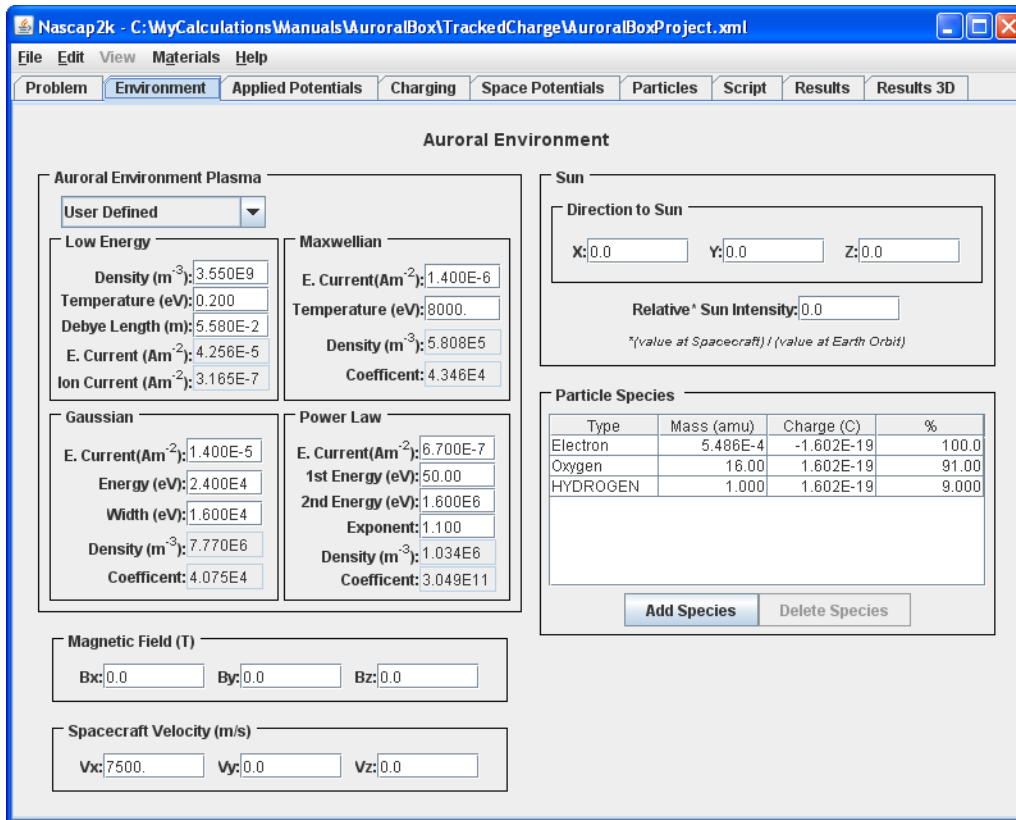 Nascap2k - C:\MyCalculations\Manuals\AuroralBox\TrackedCharge\AuroralBoxProject.xml
File Edit View Materials Help
Problem Environment Applied Potentials Charging Space Potentials Particles Script Results Results 3D
Auroral Environment
Auroral Environment Plasma
User Defined
Low Energy
Density (m-3): 3.550E9
Temperature (eV): 0.200
Debye Length (m): 5.580E-2
E. Current (Am-2): 4.256E-5
Ion Current (Am-2): 3.165E-7
Maxwellian
E. Current(Am-2): 1.400E-6
Temperature (eV): 8000.
Density (m-3): 5.808E5
Coefficent: 4.346E4
Gaussian
E. Current(Am-2): 1.400E-5
Energy (eV): 2.400E4
Width (eV): 1.600E4
Density (m-3): 7.770E6
Coefficent: 4.075E4
Power Law
E. Current(Am-2): 6.700E-7
1st Energy (eV): 50.00
2nd Energy (eV): 1.600E6
Exponent: 1.100
Density (m-3): 1.034E6
Coefficent: 3.049E11
Magnetic Field (T)
Bx: 0.0 By: 0.0 Bz: 0.0
Spacecraft Velocity (m/s)
Vx: 7500. Vy: 0.0 Vz: 0.0
Sun
Direction to Sun
X: 0.0 Y: 0.0 Z: 0.0
Relative* Sun Intensity: 0.0
*(value at Spacecraft) / (value at Earth Orbit)
Particle Species
Type Mass (amu) Charge (C) %
Electron 5.486E-4 -1.602E-19 100.0
Oxygen 16.00 1.602E-19 91.00
HYDROGEN 1.000 1.602E-19 9.000
Add Species Delete Species